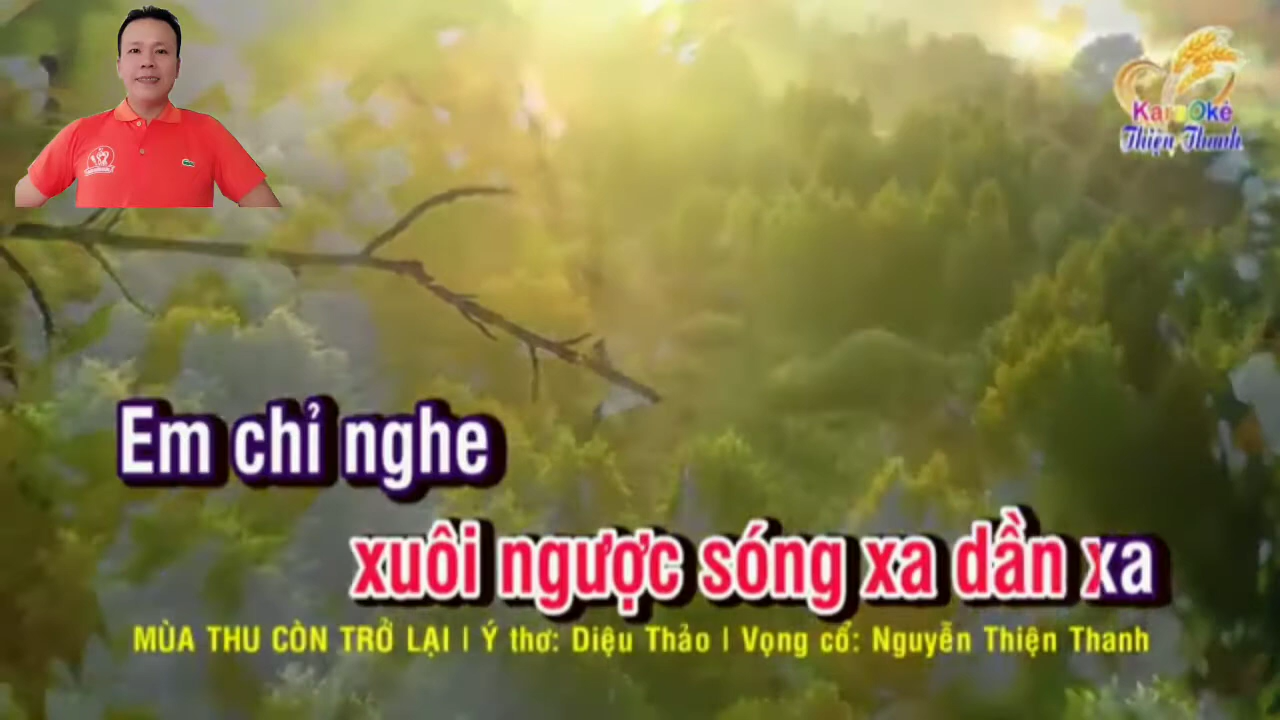 KaraOkê
Thiện Thanh
Em chỉ nghe
xuôi ngược sóng xa dần xa
MÙA THU CÒN TRỞ LẠI | Ý thơ: Diệu Thảo | Vọng cổ: Nguyễn Thiện Thanh